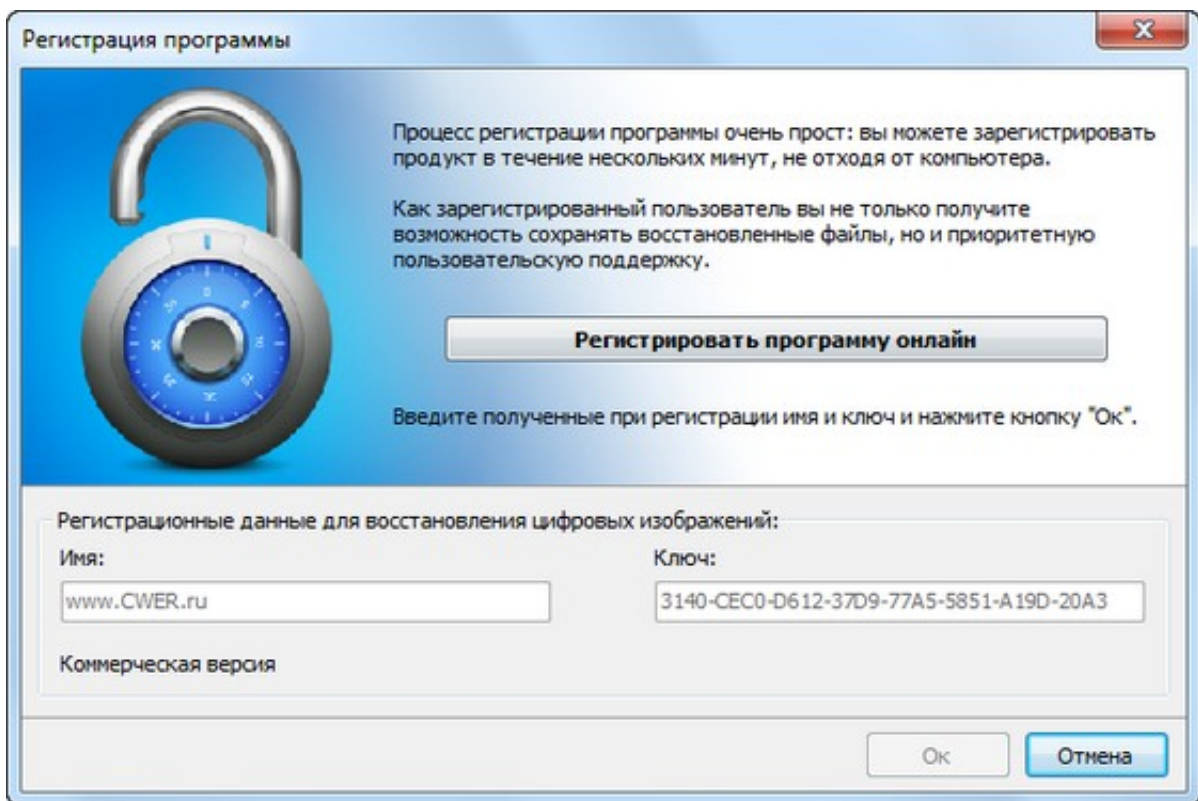 Регистрация программы
Процесс регистрации программы очень прост: вы можете зарегистрировать
продукт в течение нескольких минут, не отходя от компьютера.
Как зарегистрированный пользователь вы не только получите
возможность сохранять восстановленные файлы, но и приоритетную
пользовательскую поддержку.
Регистрировать программу онлайн
Введите полученные при регистрации имя и ключ и нажмите кнопку "Ок".
Регистрационные данные для восстановления цифровых изображений:
Имя: Ключ:
www.CWER.ru 3140-CEC0-D612-37D9-77A5-5851-A19D-20A3
Коммерческая версия
Ок Отмена